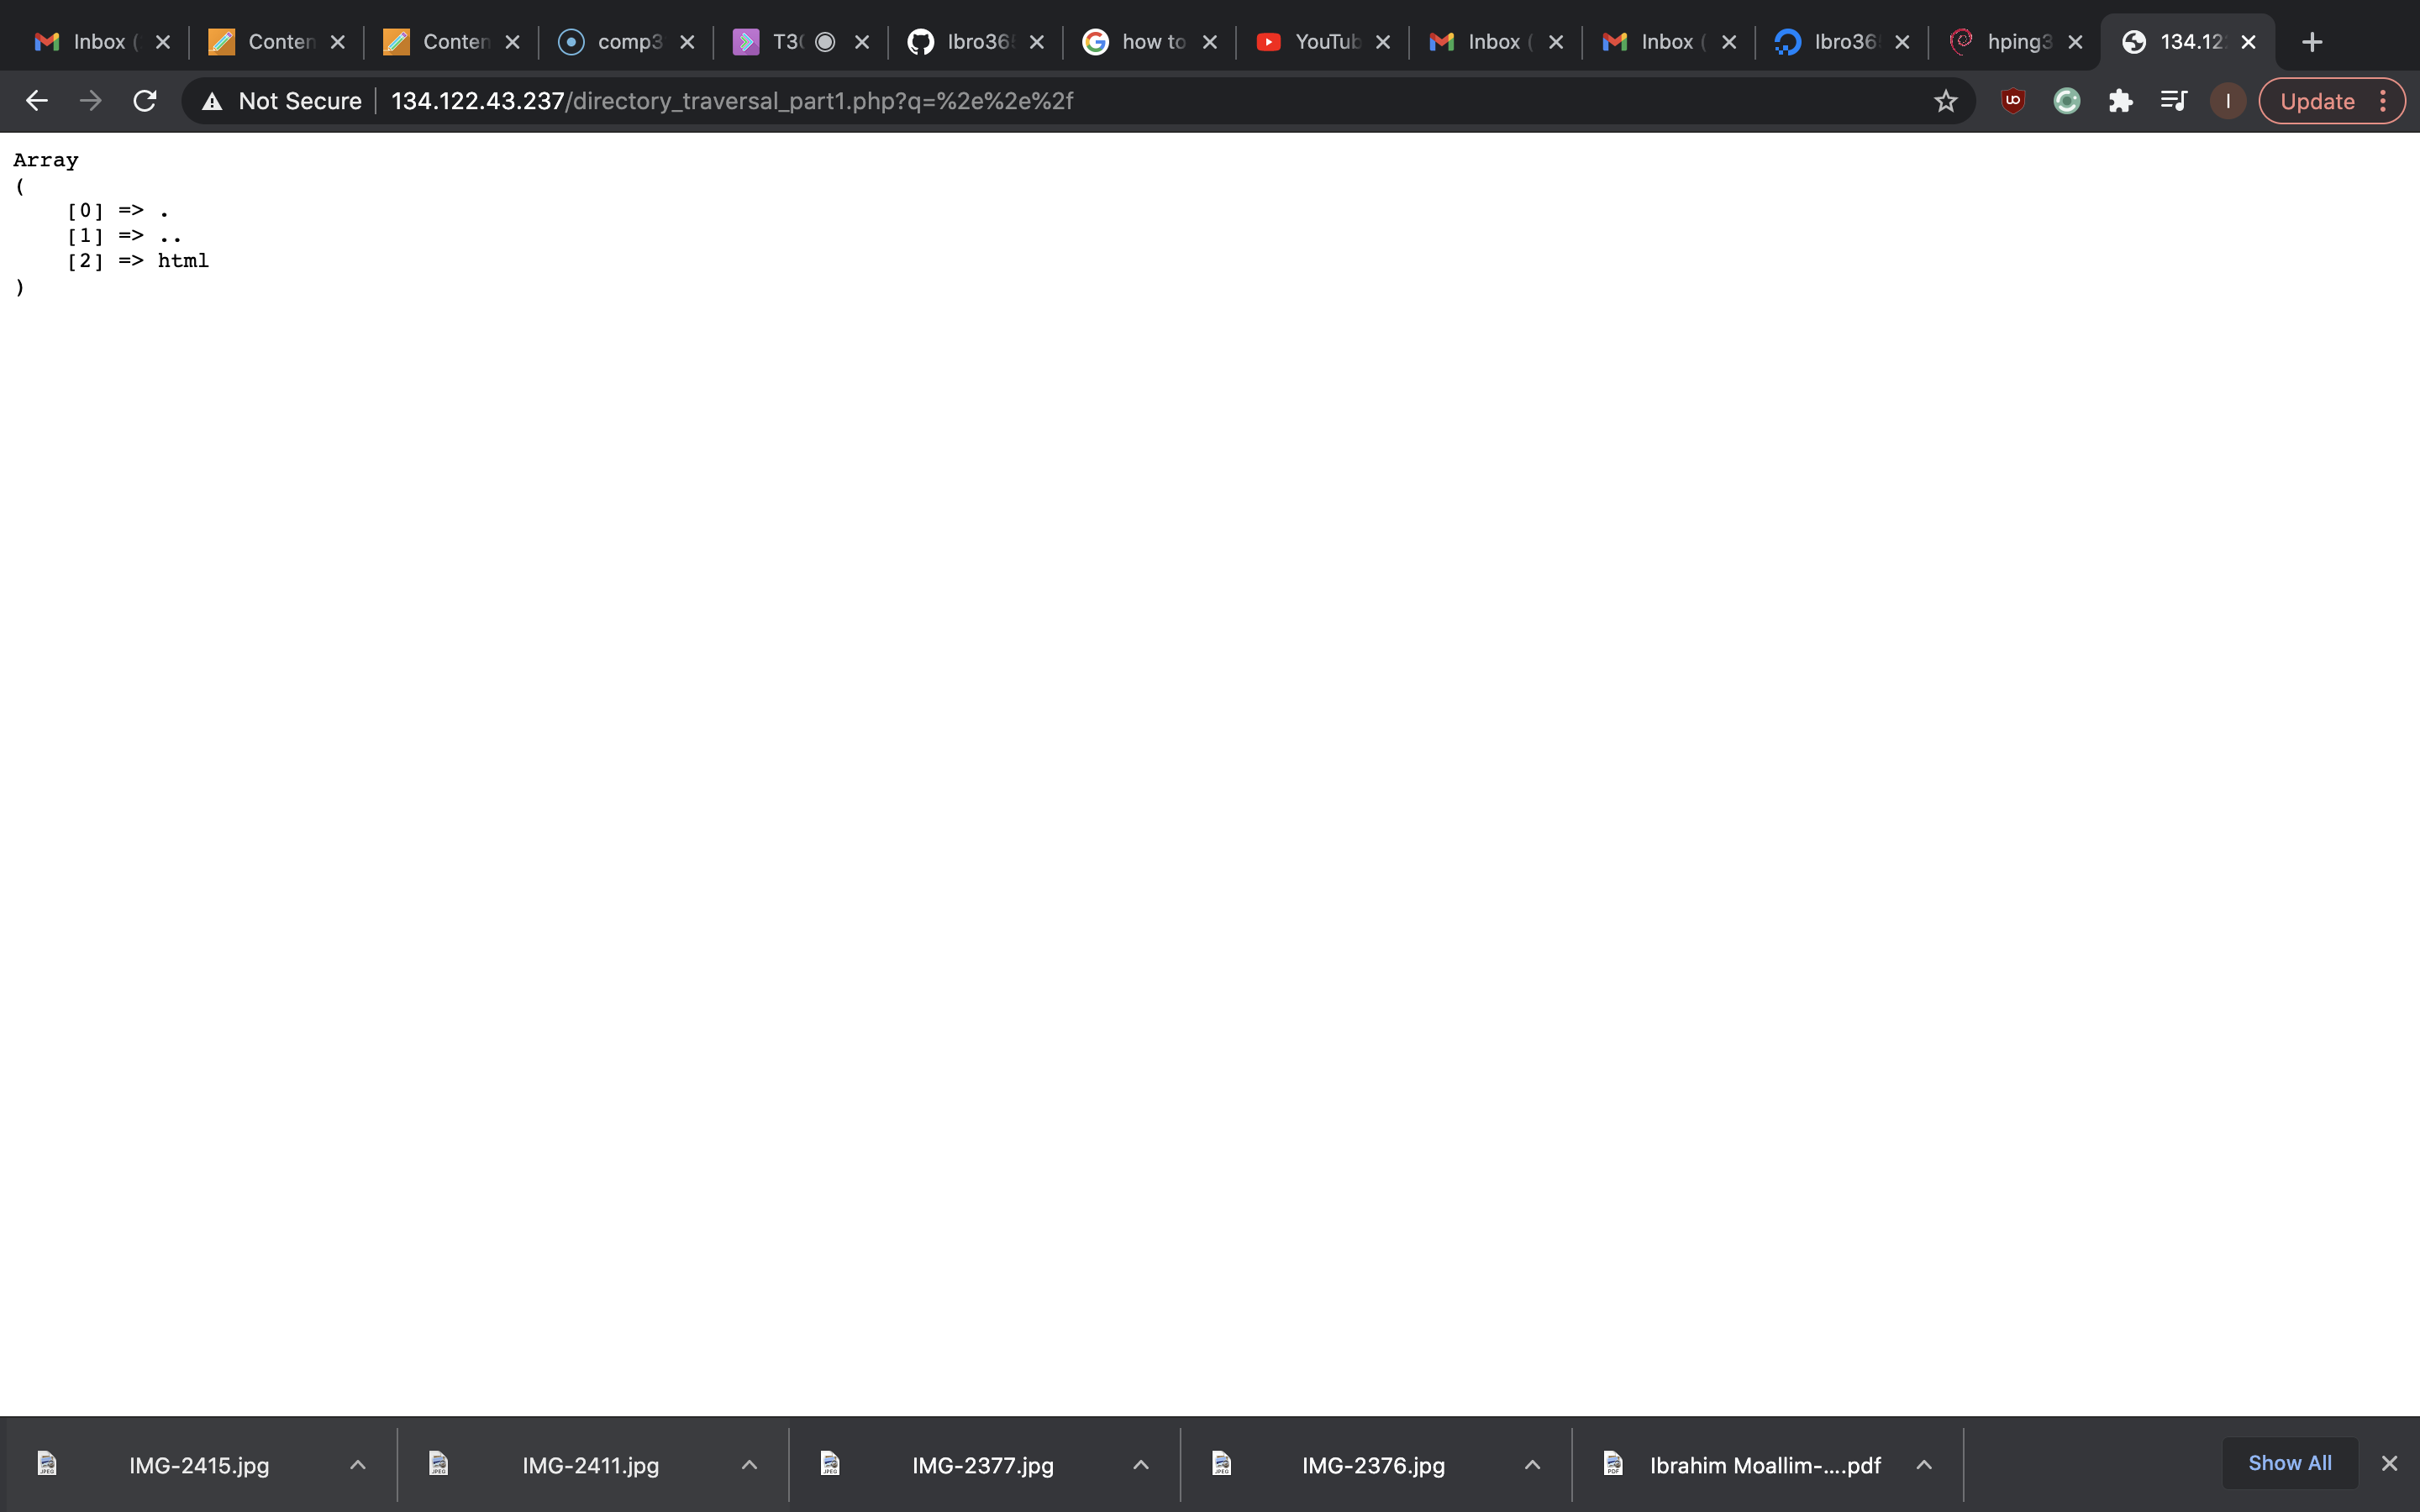 Inbox (
Conten
Conten
comp3
T3(
Ibro36
how to
YouTub
Inbox (
Inbox (
Ibro36
hping3
134.12
Not Secure
134.122.43.237/directory_traversal_part1.php?q=%2e%2e%2f
I
Update
Array
(
[0] => .
[1] => ..
[2] => html
)
IMG-2415.jpg
IMG-2411.jpg
IMG-2377.jpg
IMG-2376.jpg
Ibrahim Moallim-....pdf
Show All